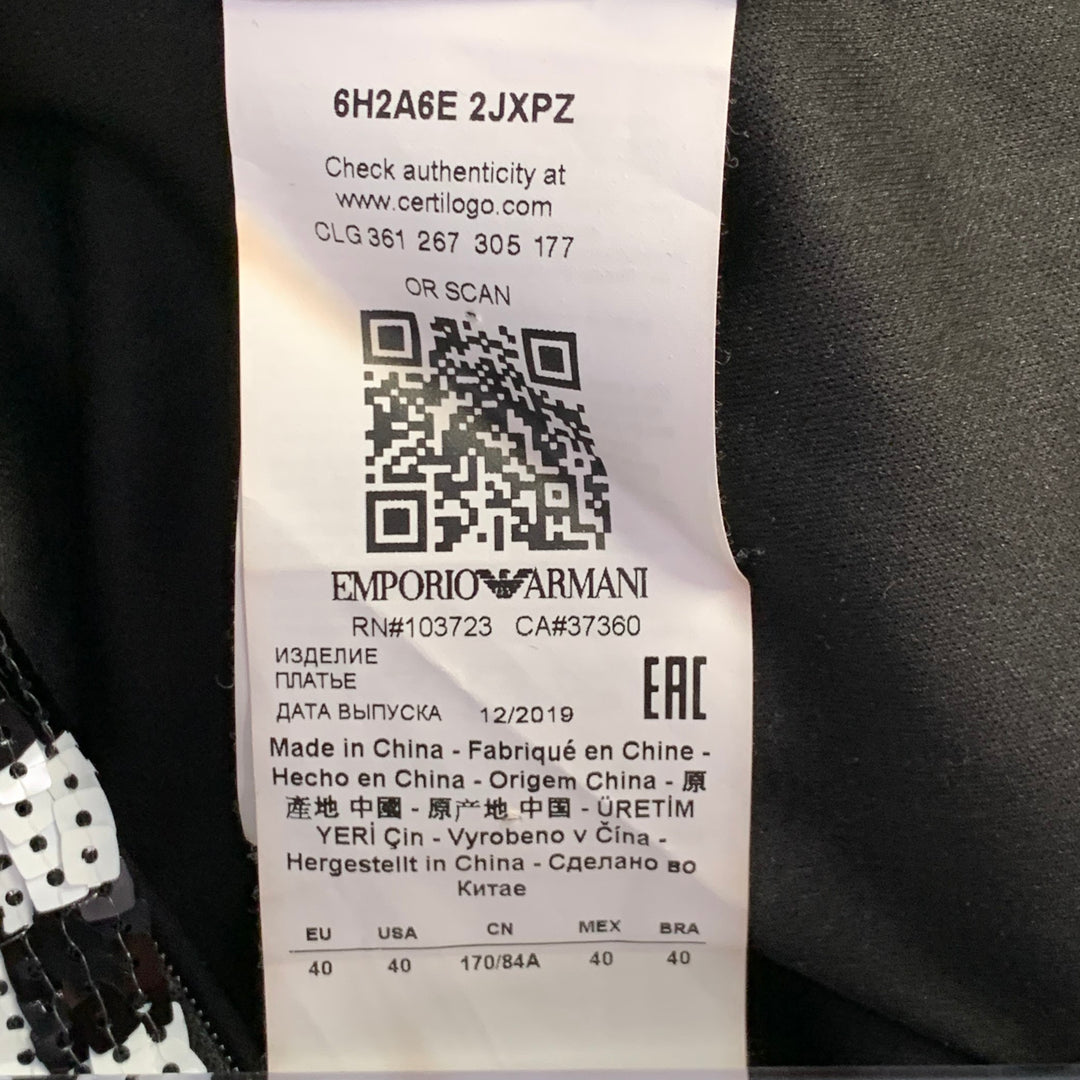 6H2A6E 2JXPZ
Check authenticity at
www.certilogo.com
CLG 361 267 305 177
OR SCAN
EMPORIO ARMANI
RN#103723 CA#37360
ИЗДЕЛИЕ
ПЛАТЬЕ
EAC
ДАТА ВЫПУСКА 12/2019
Made in China - Fabriqué en Chine -
Hecho en China - Origem China - 原
產地 中國 - 原产地 中国 - ÜRETİM
YERİ Çin - Vyrobeno v Čína -
Hergestellt in China - Сделано во
Китае
EU USA CN MEX BRA
40 40 170/84A 40 40